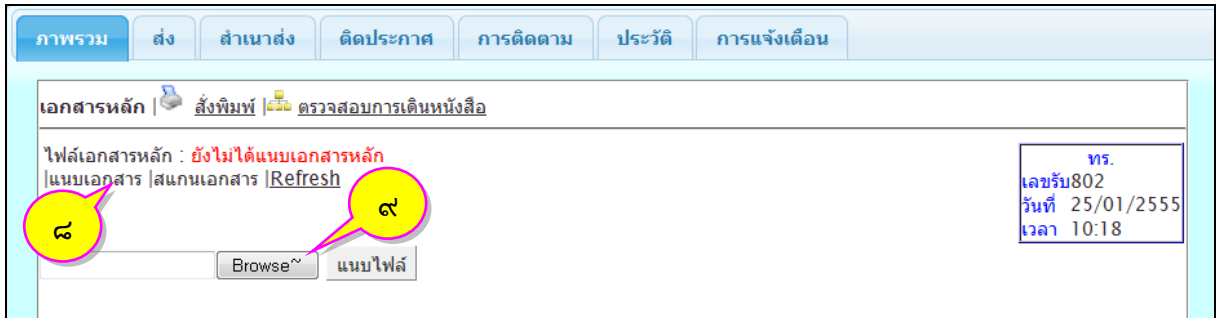 ภาพรวม ส่ง สำเนาส่ง ติดประกาศ การติดตาม ประวัติ การแจ้งเตือน
เอกสารหลัก | สั่งพิมพ์ | ตรวจสอบการเดินหนังสือ
ไฟล์เอกสารหลัก : ยังไม่ได้แนบเอกสารหลัก
|แนบเอกสาร |สแกนเอกสาร |Refresh
ทร.
เลขรับ802
วันที่ 25/01/2555
เวลา 10:18
๘
๙
Browse~ แนบไฟล์